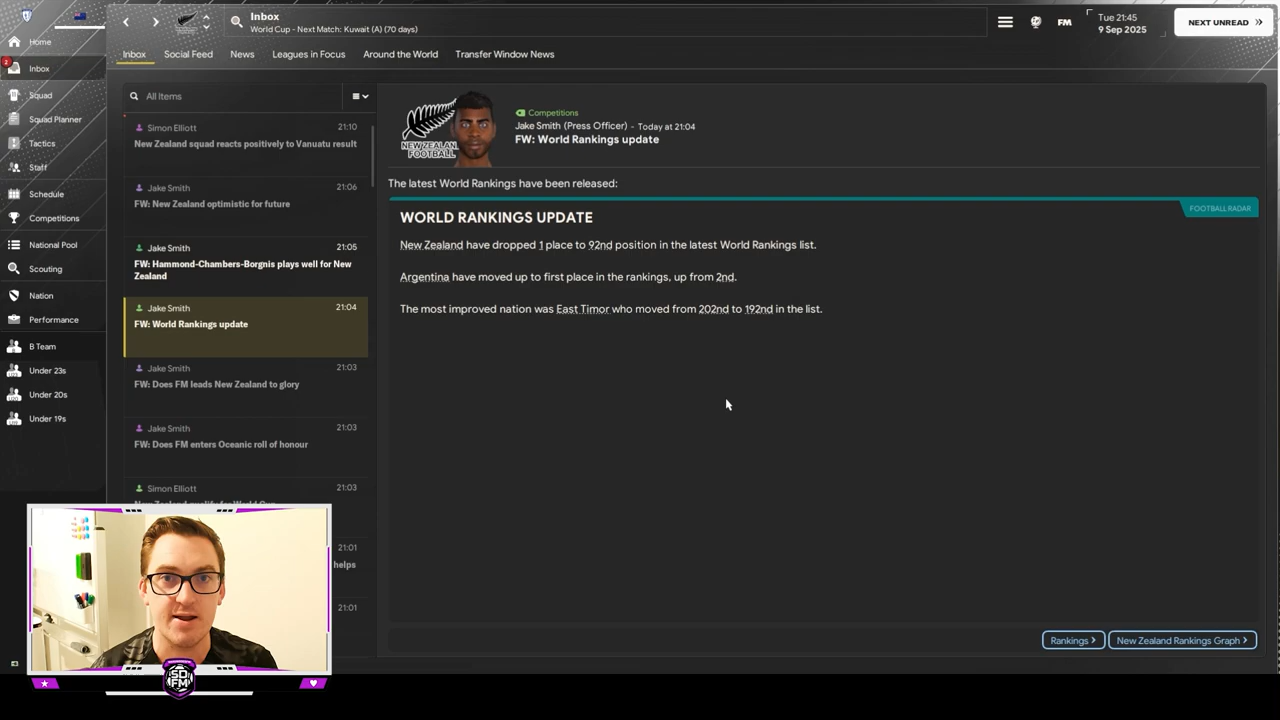 Home
Inbox
Squad
Squad Planner
Tactics
Staff
Schedule
Competitions
National Pool
Scouting
Nation
Performance
B Team
Under 23s
Under 20s
Under 19s
2
Inbox
World Cup - Next Match: Kuwait (A) (70 days)
FM
Tue 21:45
9 Sep 2025
NEXT UNREAD
Inbox
Social Feed
News
Leagues in Focus
Around the World
Transfer Window News
All Items
Simon Elliott
21:10
New Zealand squad reacts positively to Vanuatu result
Jake Smith
21:06
FW: New Zealand optimistic for future
Jake Smith
21:05
FW: Hammond-Chambers-Borgnis plays well for New
Zealand
Jake Smith
21:04
FW: World Rankings update
Jake Smith
21:03
FW: Does FM leads New Zealand to glory
Jake Smith
21:03
FW: Does FM enters Oceanic roll of honour
Simon Elliott
21:03
New Zealand qualify for World Cup
21:01
helps
21:01
NEW ZEALAND
FOOTBALL
Competitions
Jake Smith (Press Officer) - Today at 21:04
FW: World Rankings update
The latest World Rankings have been released:
FOOTBALL RADAR
WORLD RANKINGS UPDATE
New Zealand have dropped 1 place to 92nd position in the latest World Rankings list.
Argentina have moved up to first place in the rankings, up from 2nd.
The most improved nation was East Timor who moved from 202nd to 192nd in the list.
Rankings
New Zealand Rankings Graph
SD
FM